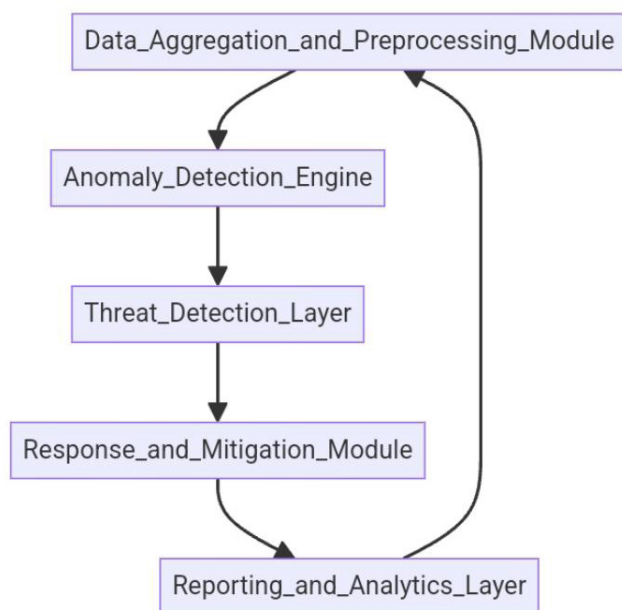 Data_Aggregation_and_Preprocessing_Module
Anomaly_Detection_Engine
Threat_Detection_Layer
Response_and_Mitigation_Module
Reporting_and_Analytics_Layer